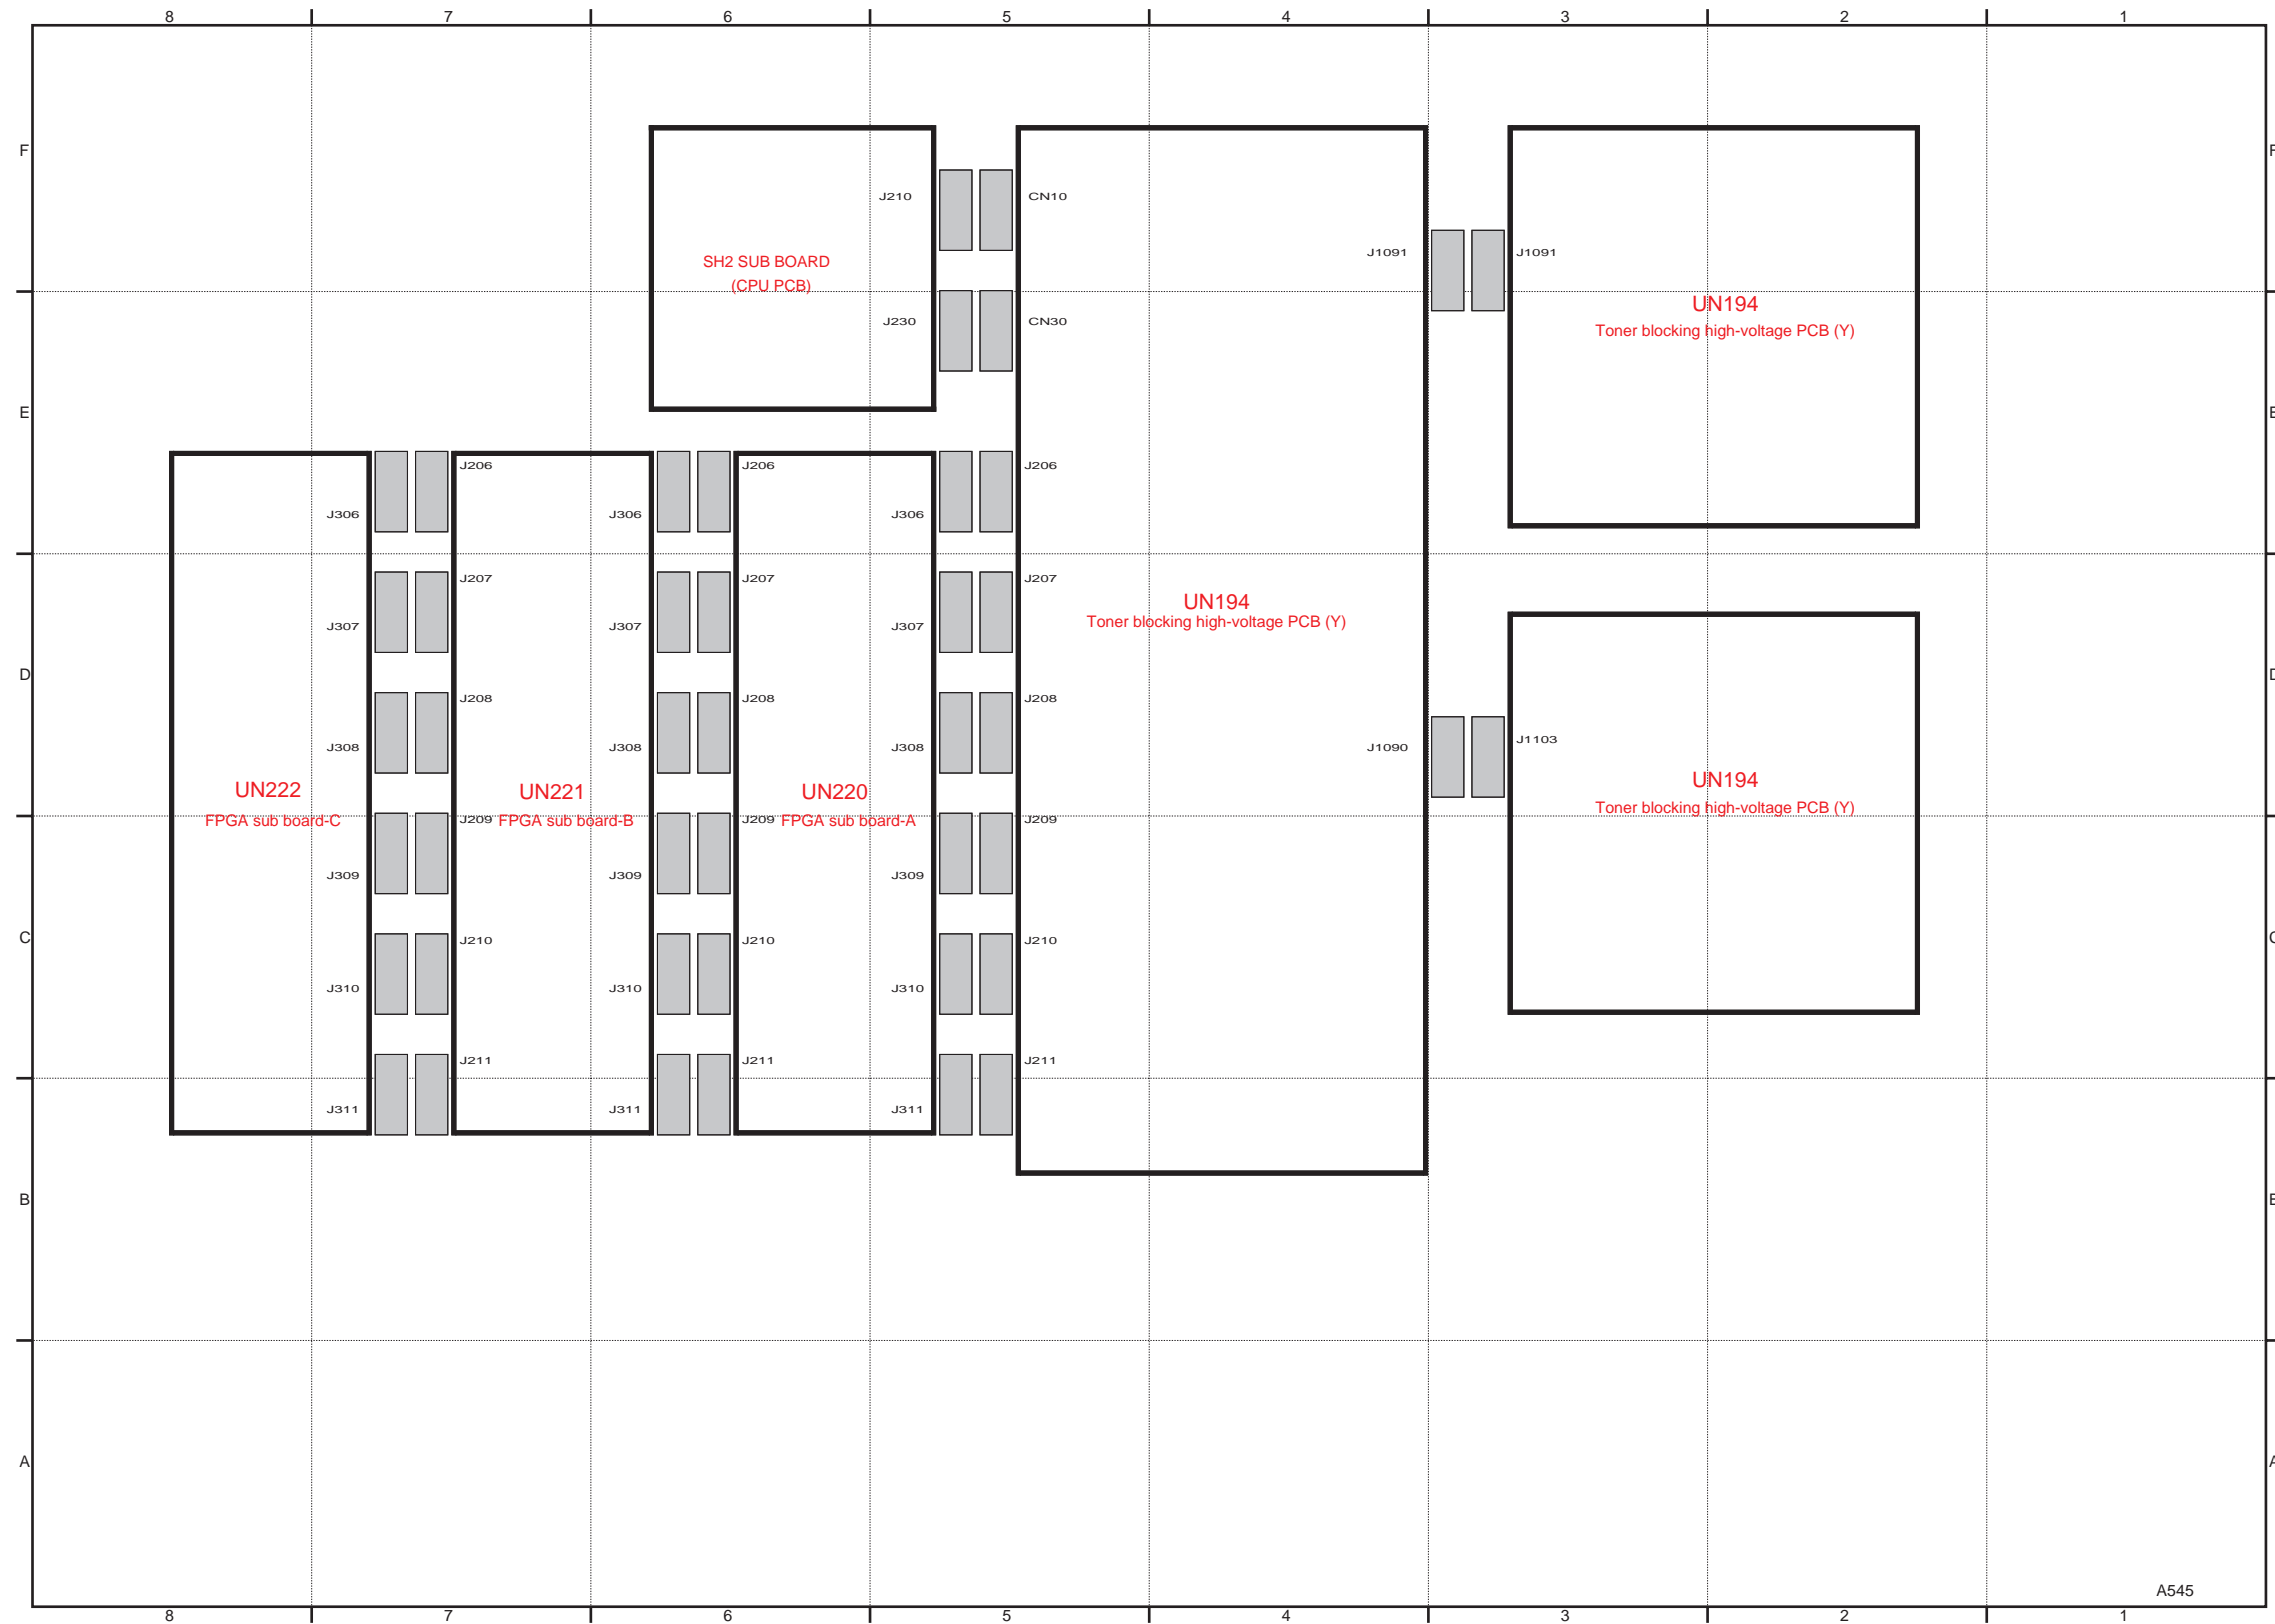 8 7 6 5 4 3 2 1
F F
J210 CN10
J1091 J1091
SH2 SUB BOARD
(CPU PCB)
UN194
Toner blocking high-voltage PCB (Y)
J230 CN30
E E
J206 J206 J206
J306 J306 J306
J207 J207 J207
UN194
Toner blocking high-voltage PCB (Y)
J307 J307 J307
D D
J208 J208 J208
J308 J308 J308 J1090 J1103
UN194
Toner blocking high-voltage PCB (Y)
UN222 UN221 UN220
FPGA sub board-C J209 FPGA sub board-B J209 FPGA sub board-A J209
J309 J309 J309
C C
J210 J210 J210
J310 J310 J310
J211 J211 J211
J311 J311 J311
B B
A A
A545
8 7 6 5 4 3 2 1